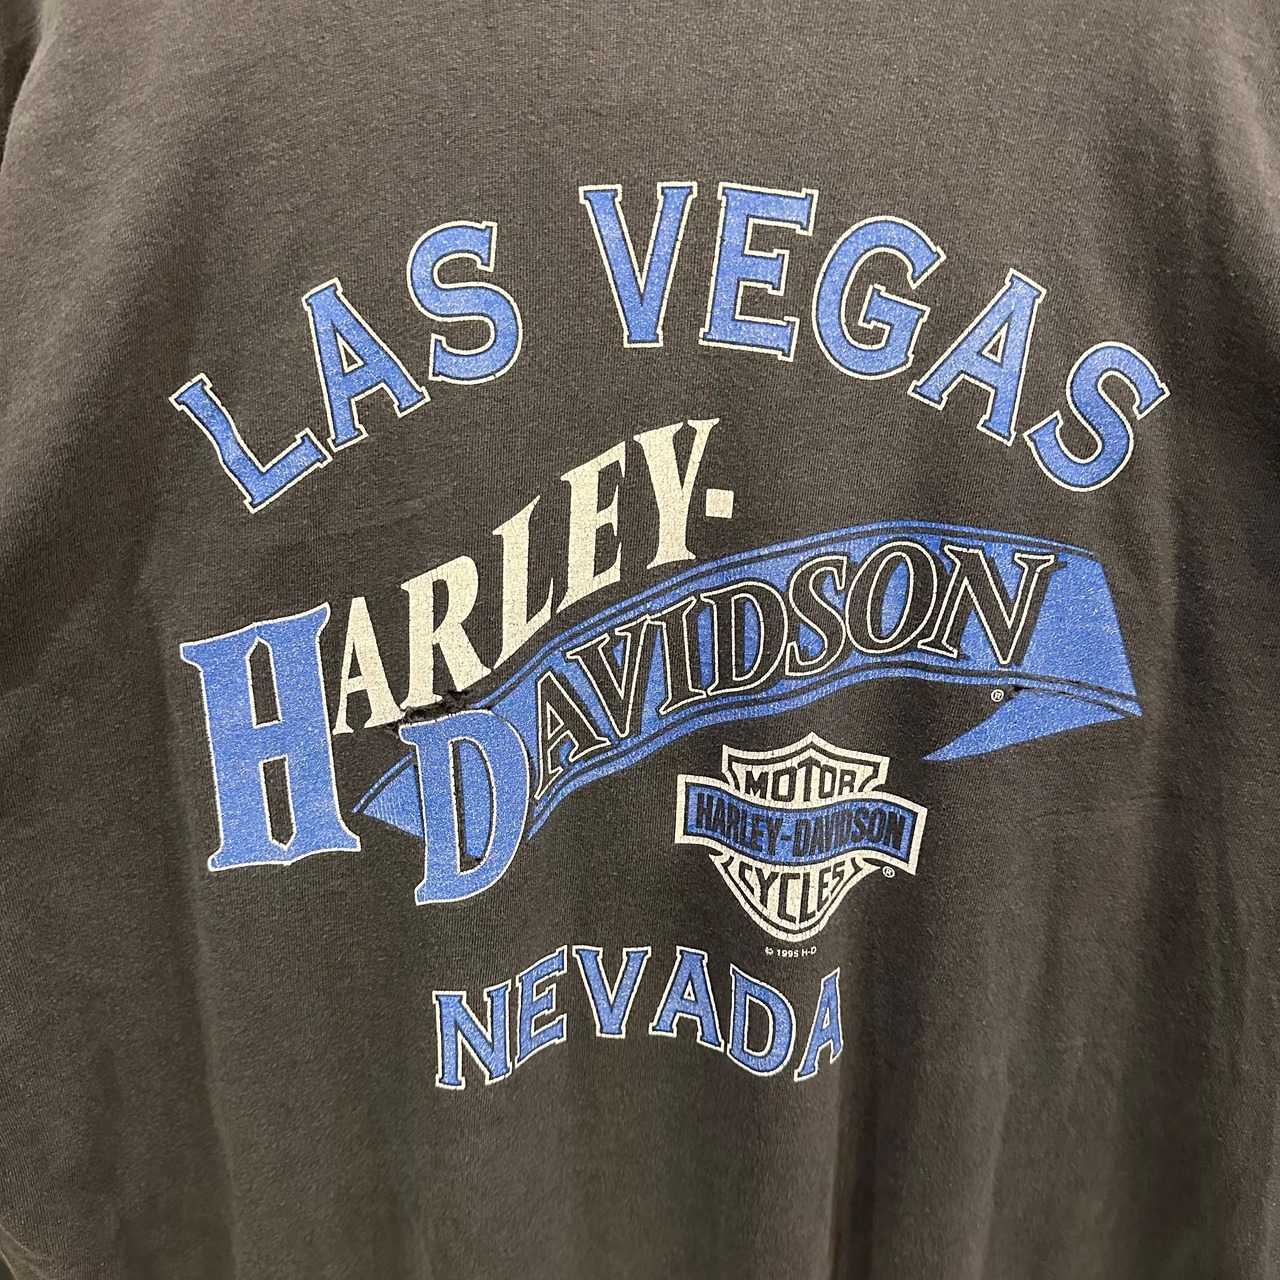 LAS VEGAS
HARLEY-
DAVIDSON
®
MOTOR
HARLEY-DAVIDSON
CYCLES
®
© 1995 H-D
NEVADA